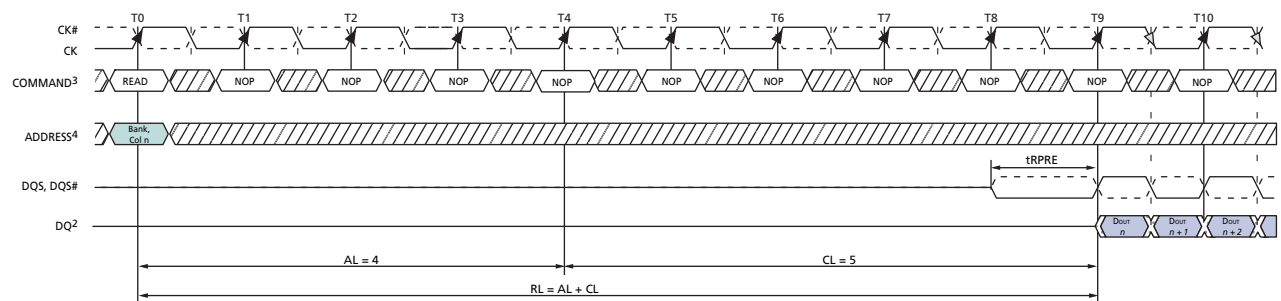 T0 T1 T2 T3 T4 T5 T6 T7 T8 T9 T10
CK#
CK
COMMAND3 READ NOP NOP NOP NOP NOP NOP NOP NOP NOP NOP
ADDRESS4 Bank,
Col n
tRPRE
DQS, DQS#
DQ2 DOUT DOUT DOUT
n n + 1 n + 2
AL = 4 CL = 5
RL = AL + CL